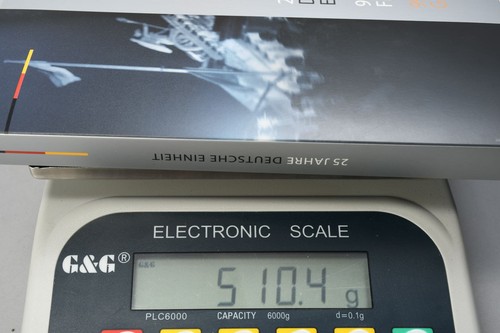 25 JAHRE DEUTSCHE EINHEIT
ELECTRONIC SCALE
G&G®
G&G
510.4 g
PLC6000 CAPACITY 6000g d=0.1g